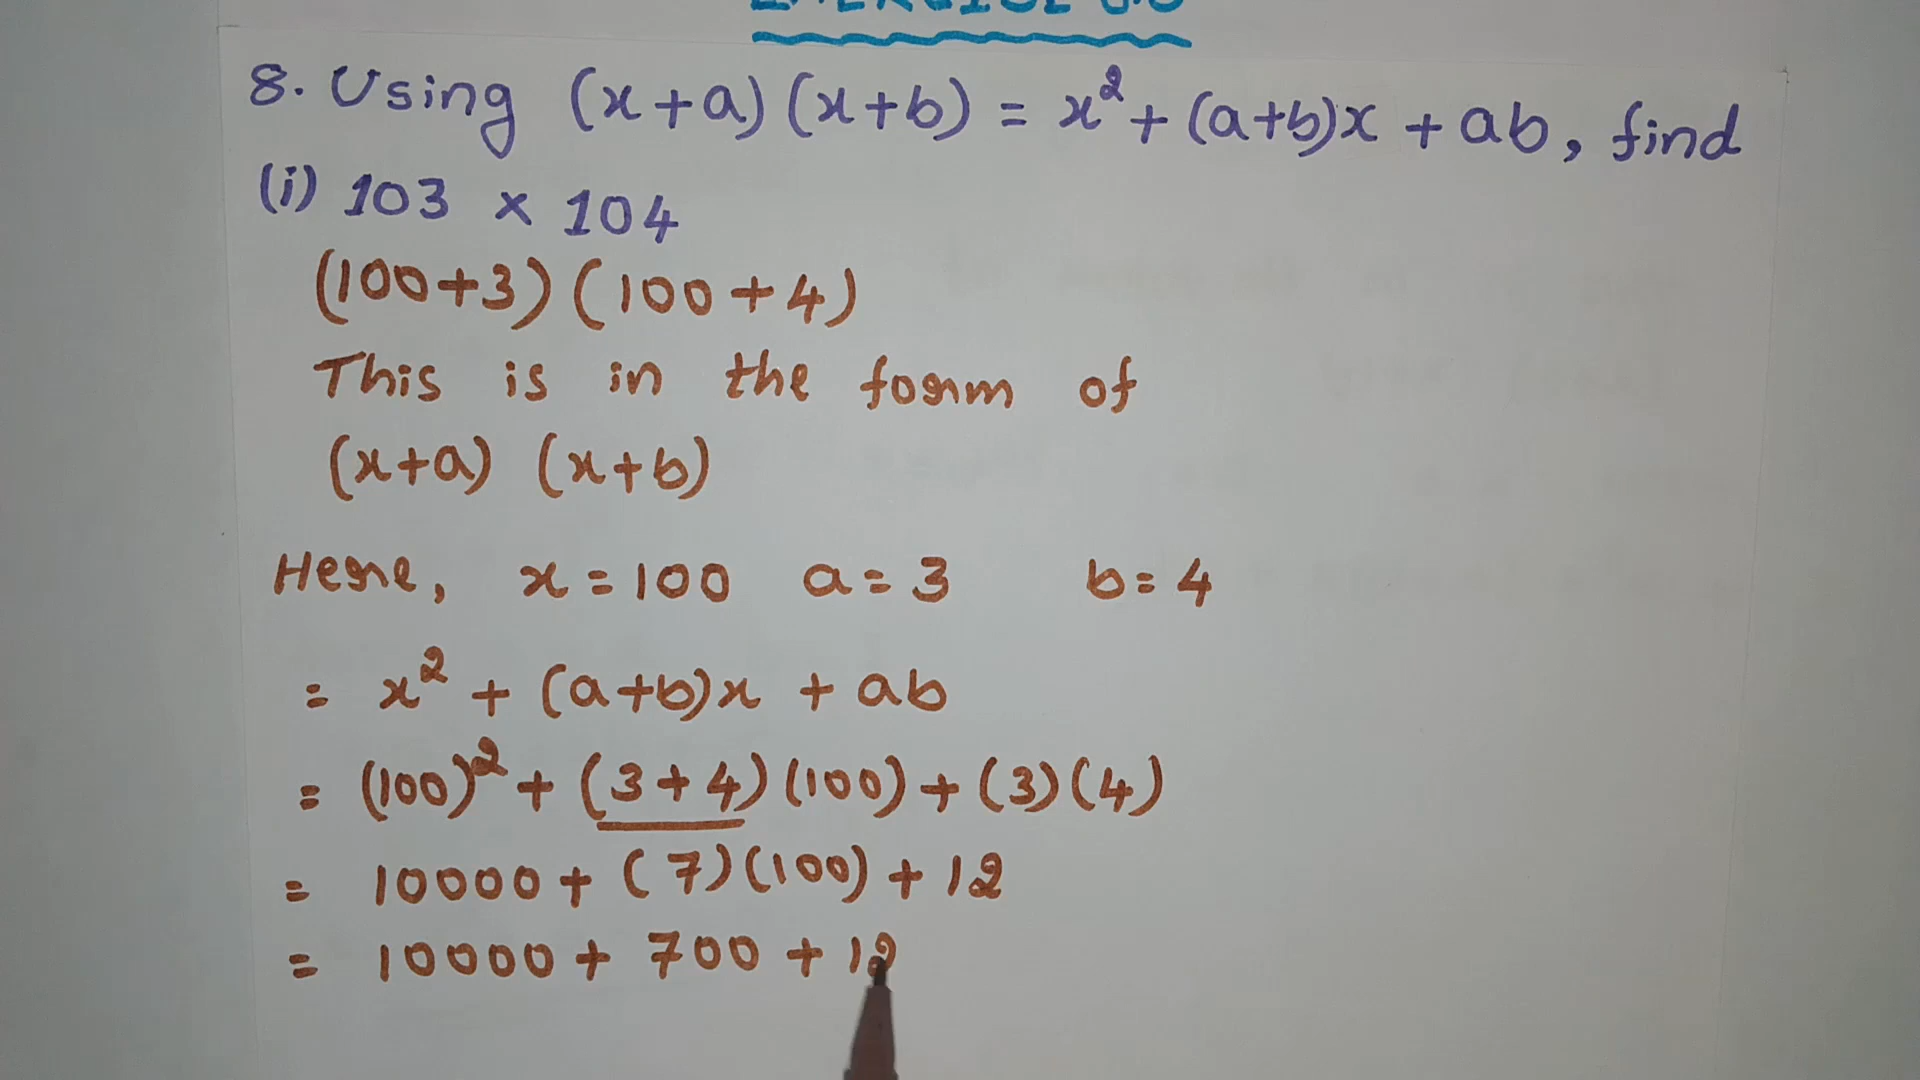 8. Using (x+a)(x+b) = x² + (a+b)x + ab, find
(i) 103 × 104
(100+3)(100+4)
This is in the form of
(x+a) (x+b)
Here, x=100 a=3 b=4
= x² + (a+b)x + ab
= (100)² + (3+4)(100) + (3)(4)
= 10000 + (7)(100) + 12
= 10000 + 700 + 12